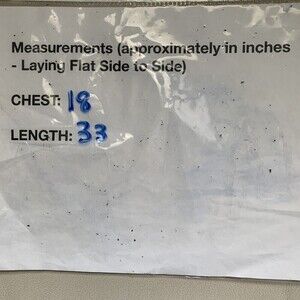 Measurements (approximately in inches
- Laying Flat Side to Side)
CHEST: 18
LENGTH: 33